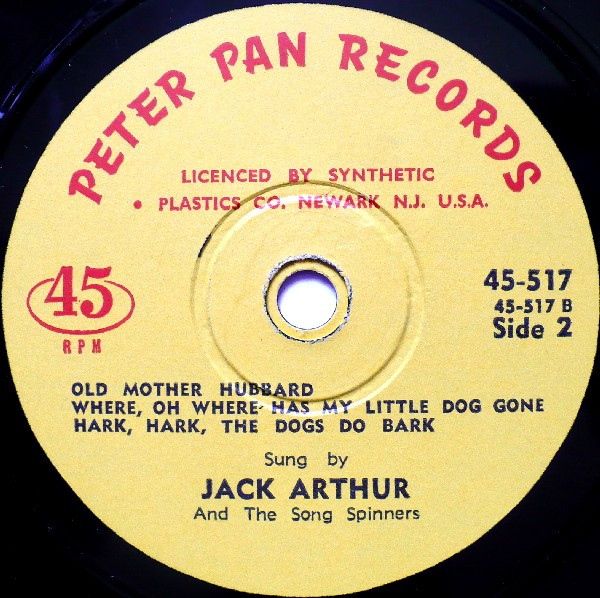 PETER PAN RECORDS
LICENCED BY SYNTHETIC
• PLASTICS CO. NEWARK N.J. U.S.A.
45
RPM
45-517
45-517 B
Side 2
OLD MOTHER HUBBARD
WHERE, OH WHERE HAS MY LITTLE DOG GONE
HARK, HARK, THE DOGS DO BARK
Sung by
JACK ARTHUR
And The Song Spinners